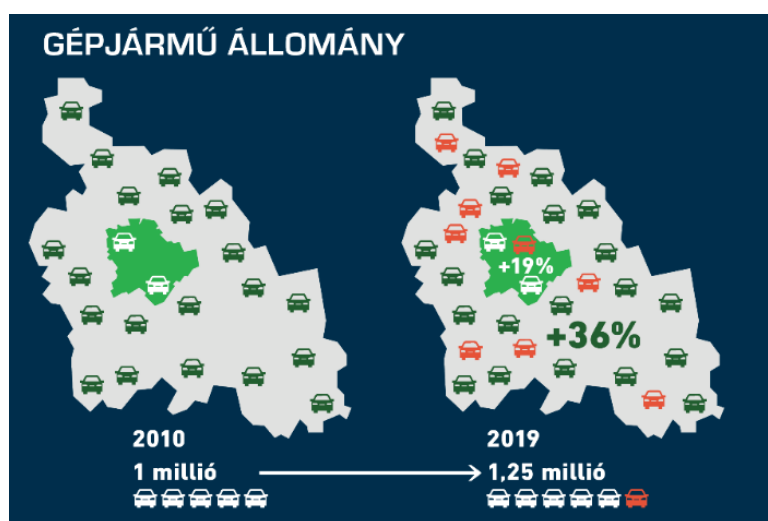 GÉPJÁRMŰ ÁLLOMÁNY
+19%
+36%
2010
1 millió
2019
1,25 millió